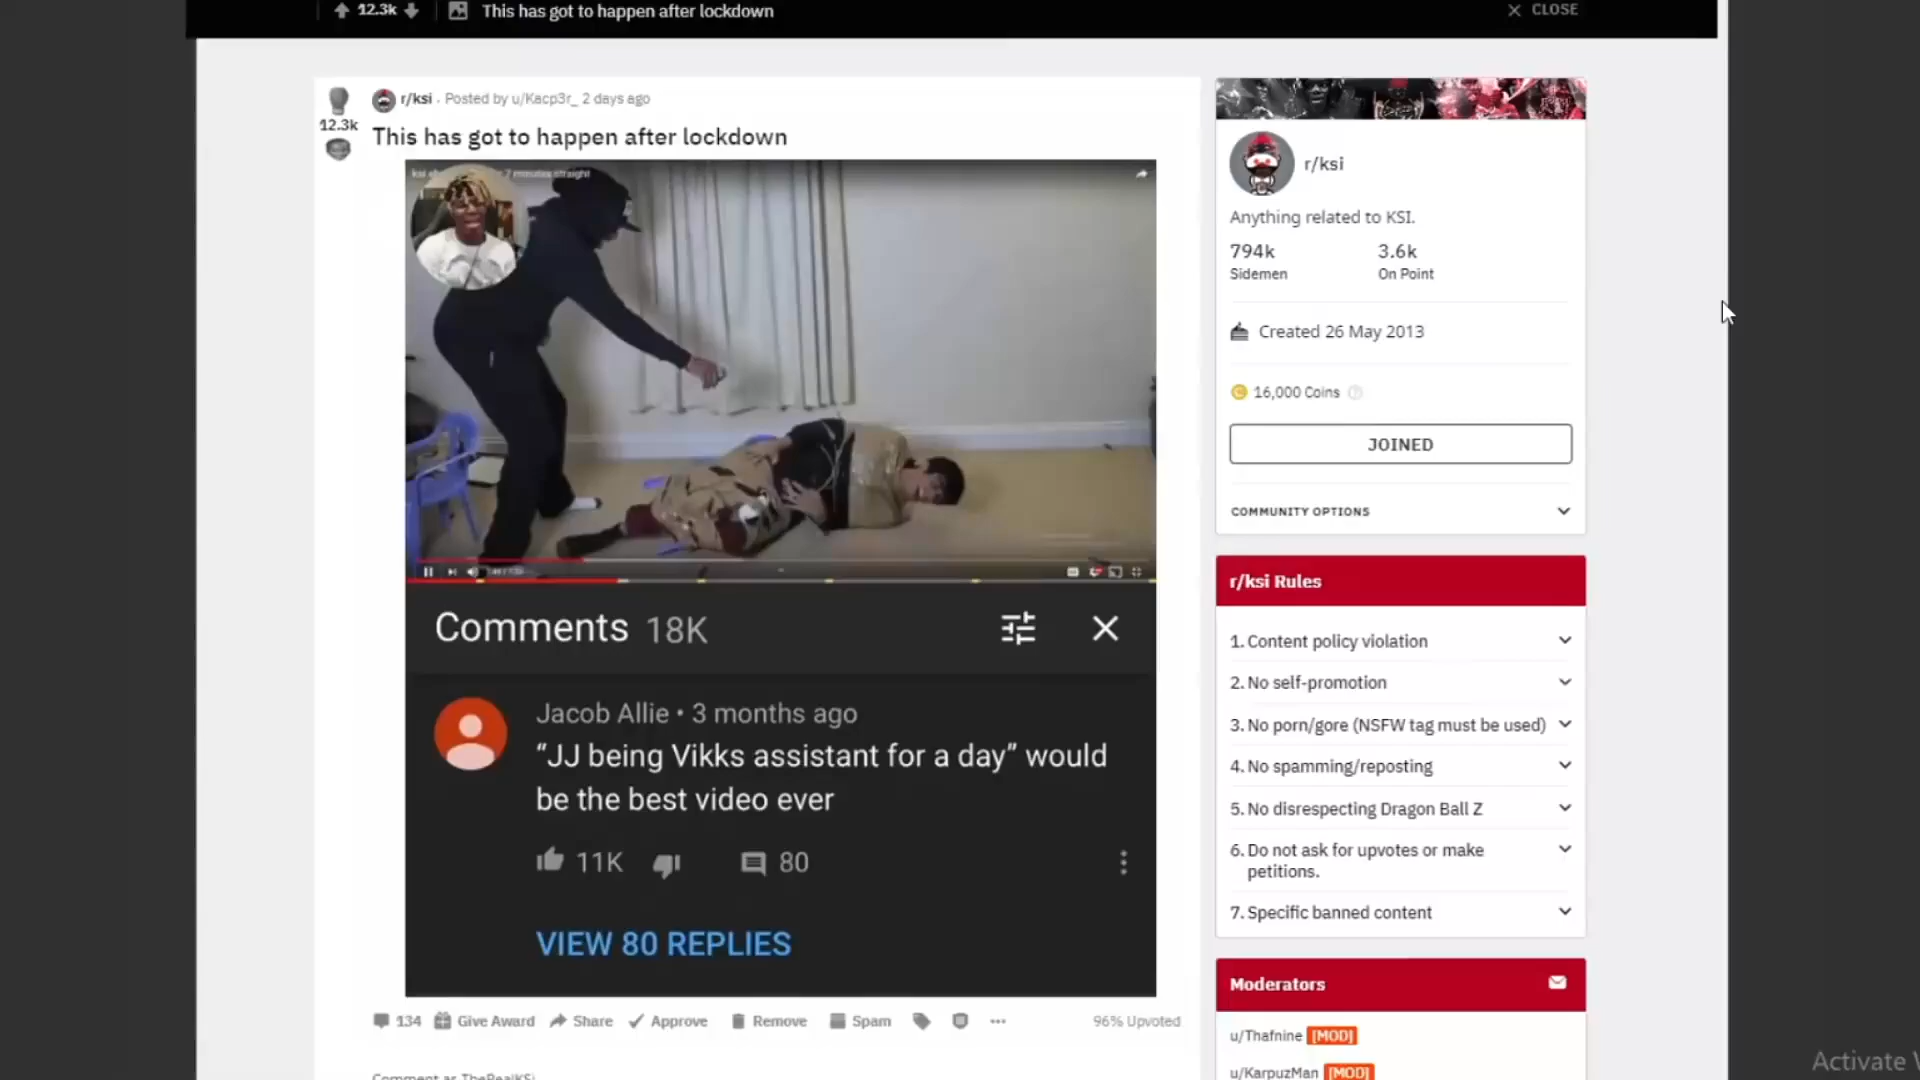 12.3k
This has got to happen after lockdown
CLOSE
r/ksi . Posted by u/Kacp3r_ 2 days ago
12.3k
This has got to happen after lockdown
7 minutes straight
Comments 18K
Jacob Allie • 3 months ago
“JJ being Vikks assistant for a day” would
be the best video ever
11K
80
VIEW 80 REPLIES
134
Give Award
Share
Approve
Remove
Spam
96% Upvoted
Comment as TheRealKSi
r/ksi
Anything related to KSI.
794k
3.6k
Sidemen
On Point
Created 26 May 2013
16,000 Coins
JOINED
COMMUNITY OPTIONS
r/ksi Rules
1. Content policy violation
2. No self-promotion
3. No porn/gore (NSFW tag must be used)
4. No spamming/reposting
5. No disrespecting Dragon Ball Z
6. Do not ask for upvotes or make
petitions.
7. Specific banned content
Moderators
u/Thafnine [MOD]
u/KarpuzMan [MOD]
Activate